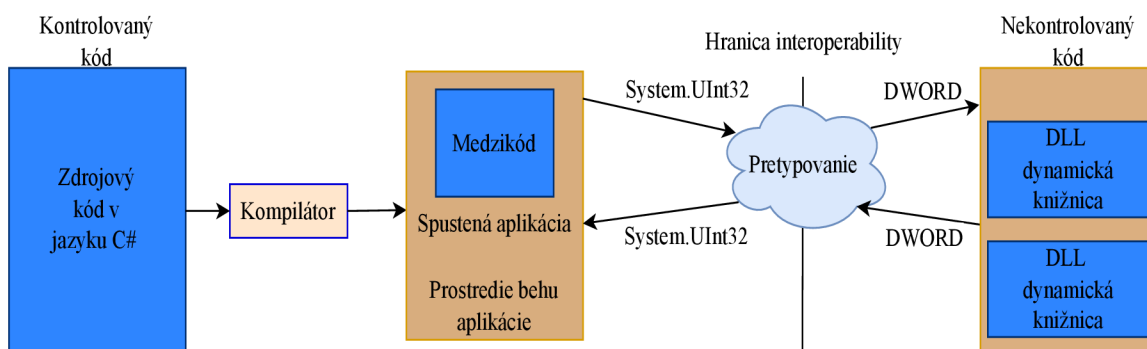 Kontrolovaný
kód
Zdrojový
kód v
jazyku C#
Kompilátor
Medzikód
Spustená aplikácia
Prostredie behu
aplikácie
Hranica interoperability
System.UInt32
DWORD
Pretypovanie
System.UInt32
DWORD
Nekontrolovaný
kód
DLL
dynamická
knižnica
DLL
dynamická
knižnica